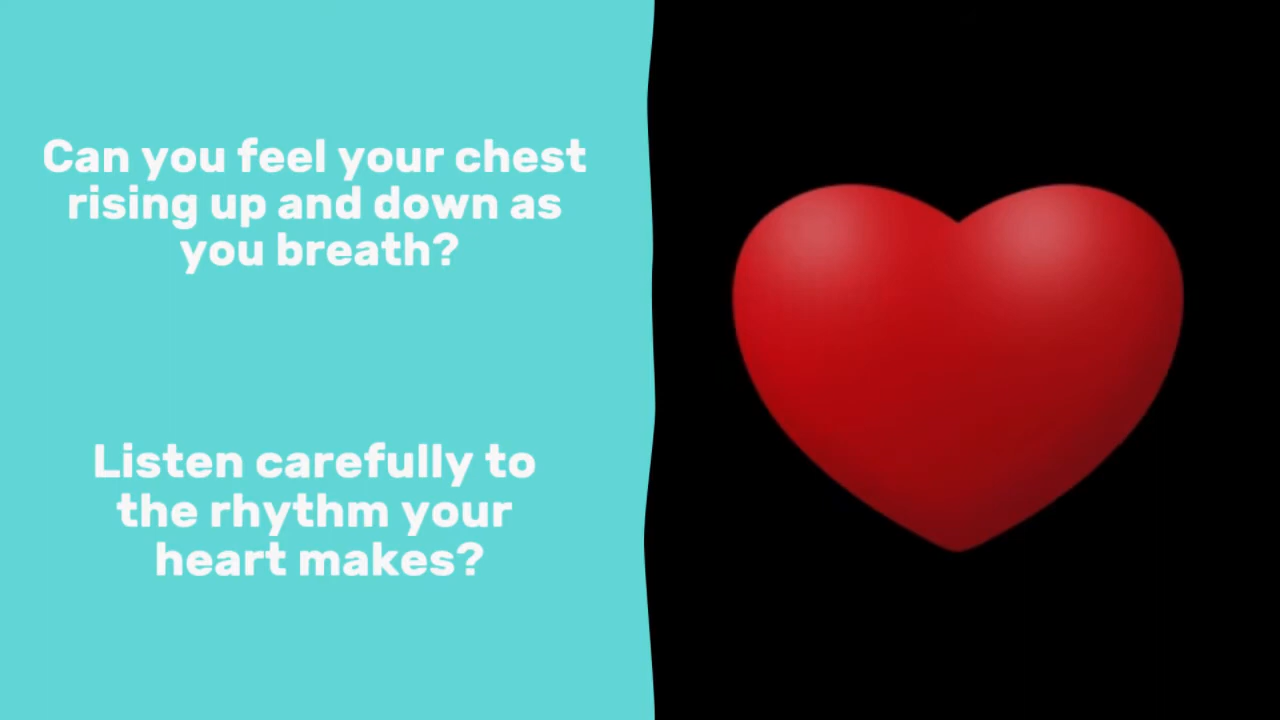 Can you feel your chest
rising up and down as
you breath?
Listen carefully to
the rhythm your
heart makes?